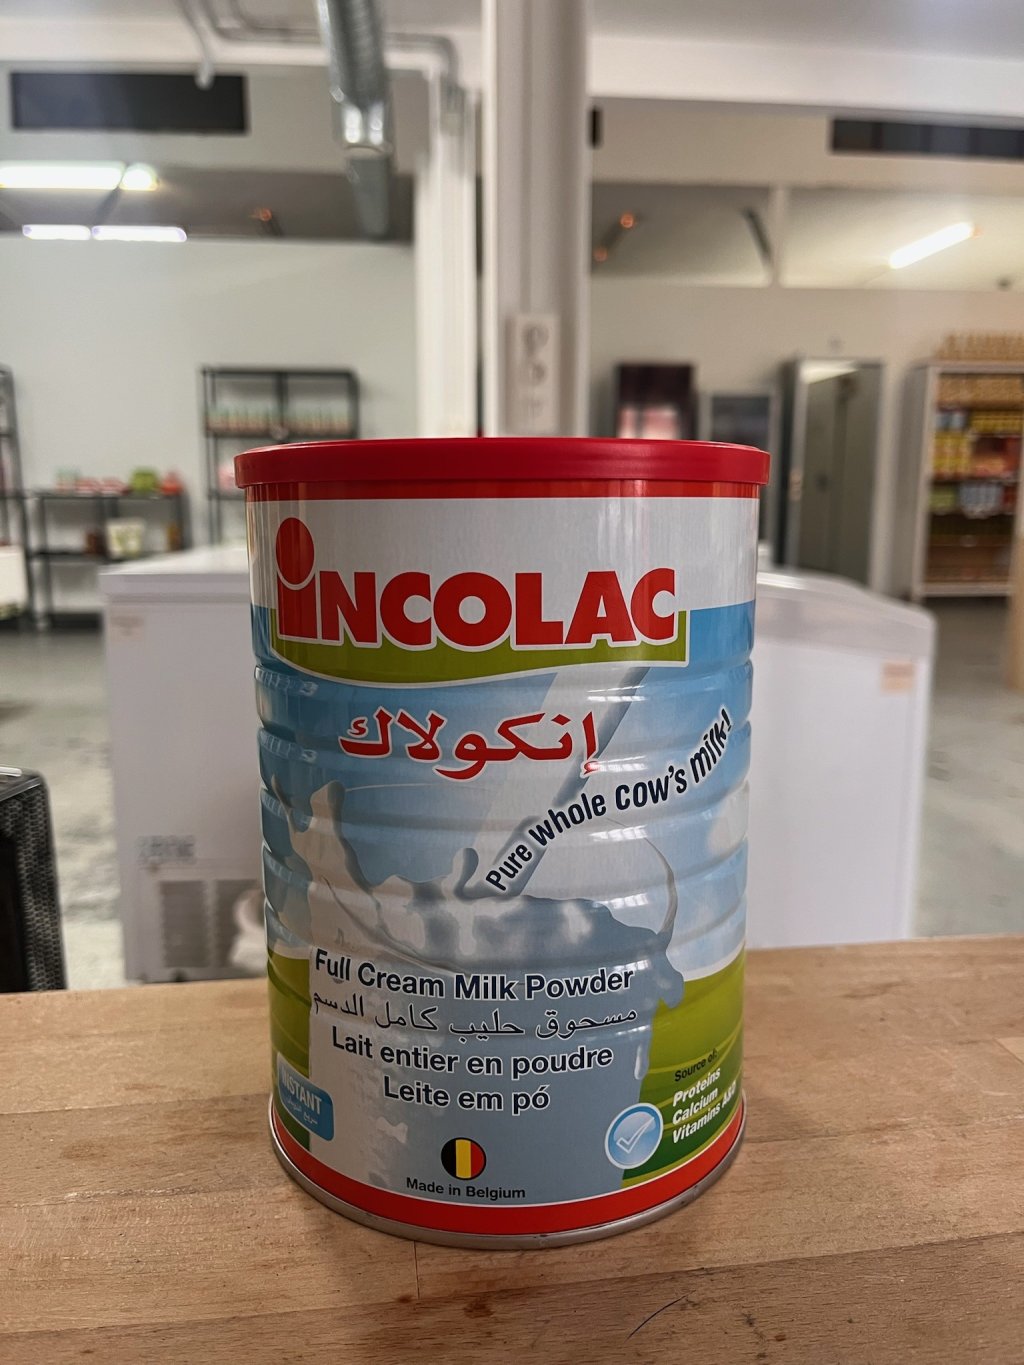 INCOLAC
إنكولاك
Pure whole cow's milk!
Full Cream Milk Powder
مسحوق حليب كامل الدسم
Lait entier en poudre
Leite em pó
INSTANT
Source of:
Proteins
Calcium
Vitamins A&D
Made in Belgium